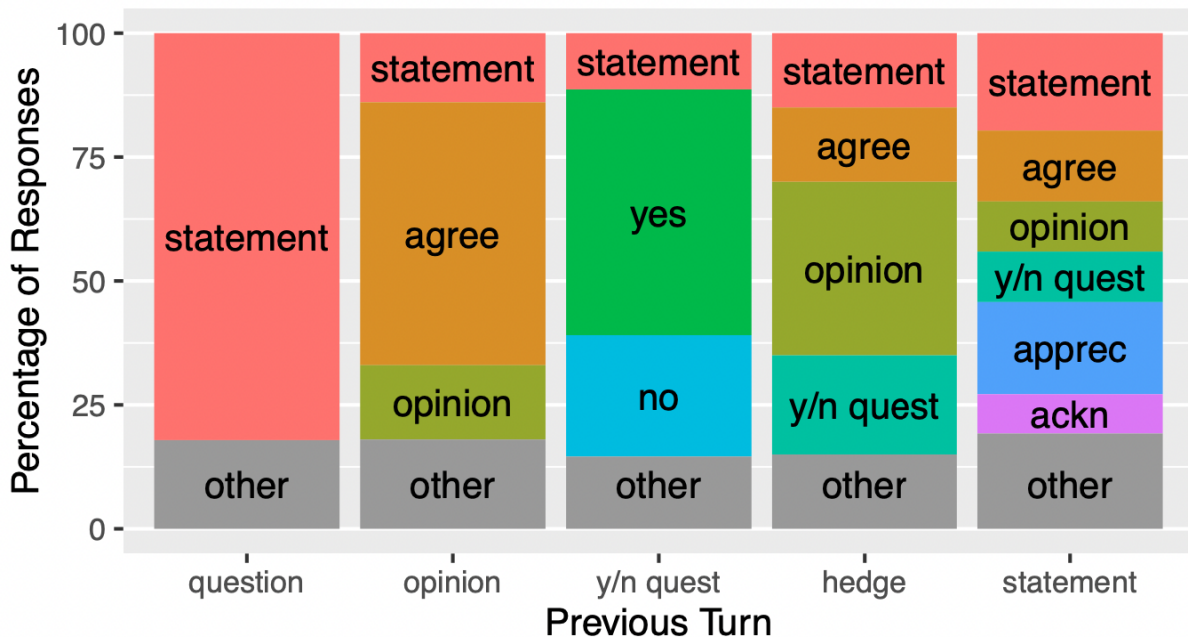 Percentage of Responses
100
75
50
25
0
statement
other
statement
agree
opinion
other
statement
yes
no
other
statement
agree
opinion
y/n quest
other
statement
agree
opinion
y/n quest
apprec
ackn
other
question
opinion
y/n quest
hedge
statement
Previous Turn